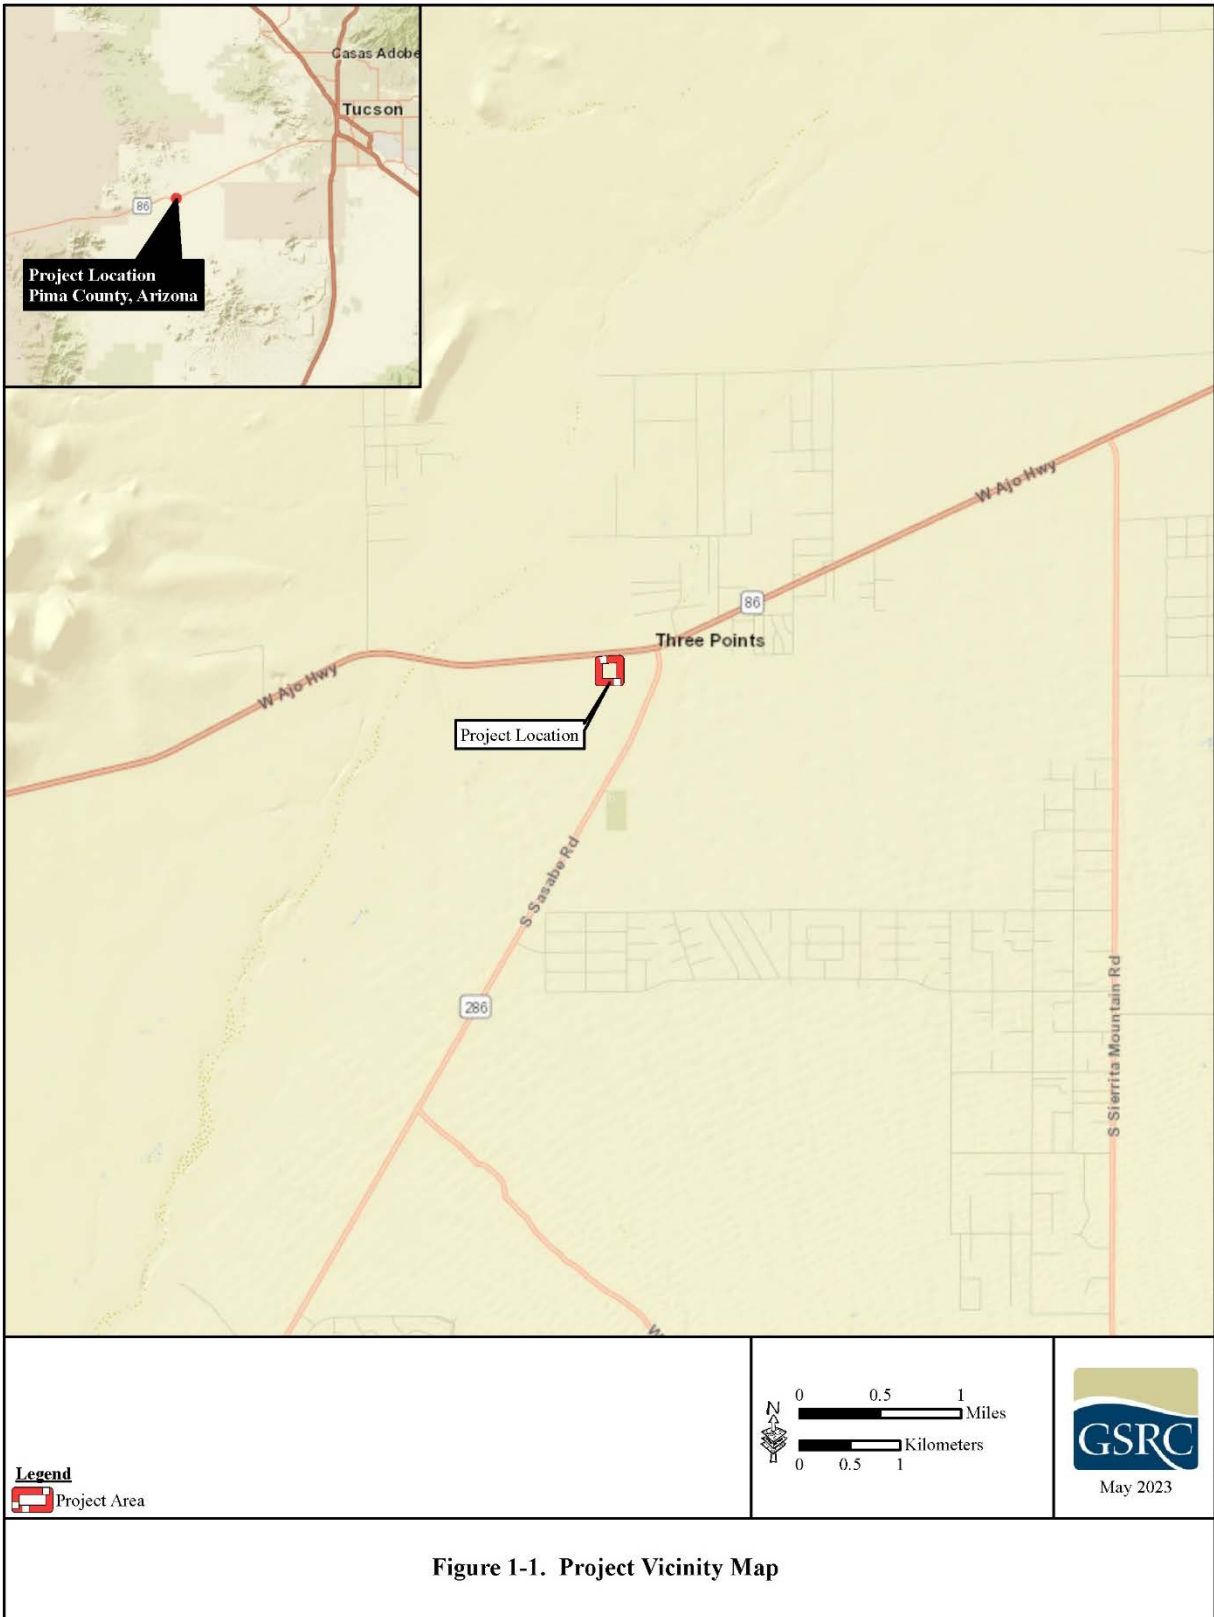 Casas Adobe
Tucson
86
Project Location
Pima County, Arizona
W Ajo Hwy
86
Three Points
W Ajo Hwy
Project Location
S Sasabe Rd
286
S Sierrita Mountain Rd
W
0 0.5 1
Miles
N
Kilometers
0 0.5 1
GSRC
May 2023
Legend
Project Area
Figure 1-1. Project Vicinity Map